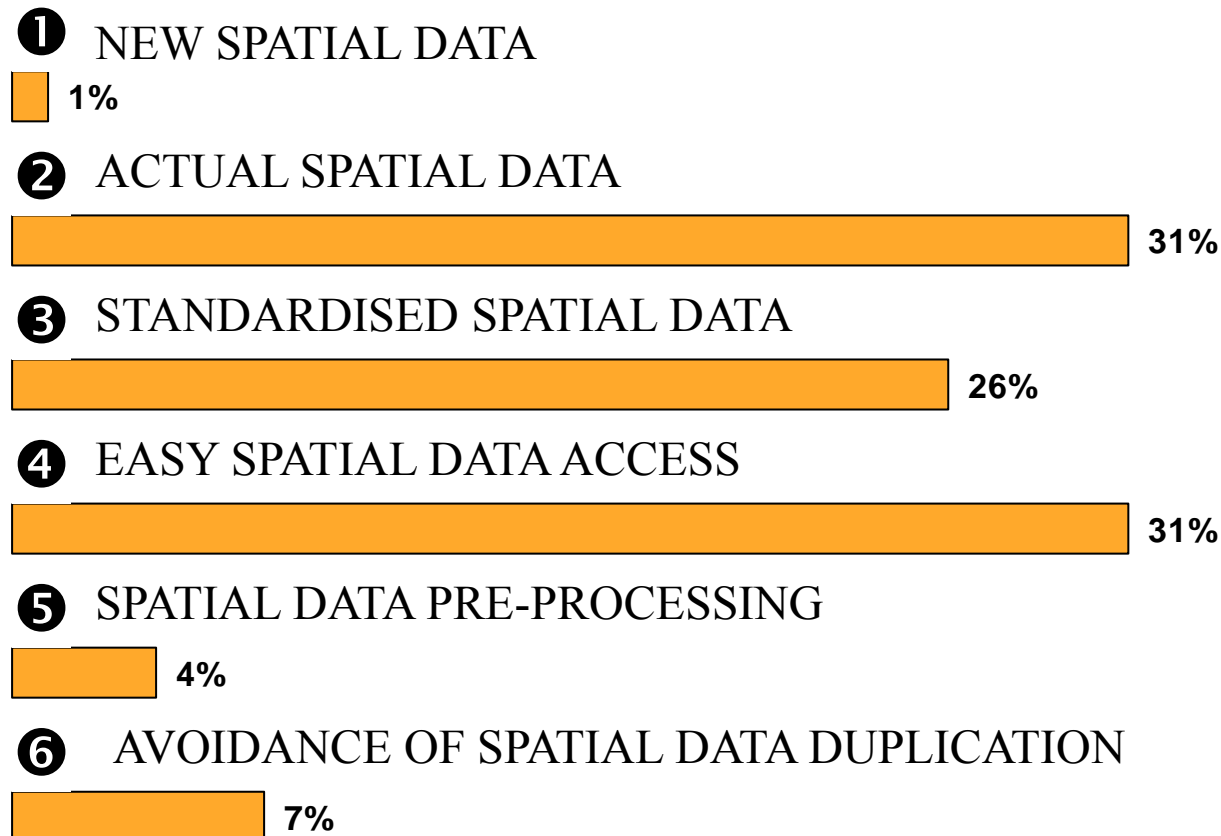 ❶ NEW SPATIAL DATA
1%
❷ ACTUAL SPATIAL DATA
31%
❸ STANDARDISED SPATIAL DATA
26%
❹ EASY SPATIAL DATA ACCESS
31%
❺ SPATIAL DATA PRE-PROCESSING
4%
❻ AVOIDANCE OF SPATIAL DATA DUPLICATION
7%